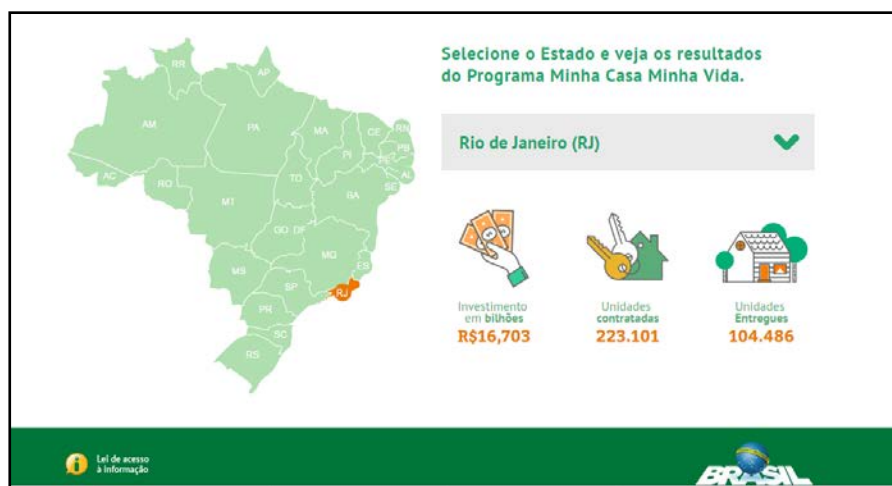 Selecione o Estado e veja os resultados
do Programa Minha Casa Minha Vida.
Rio de Janeiro (RJ)
RR
AP
AM
PA
MA
CE
RN
PB
PI
PE
AL
SE
AC
RO
TO
BA
MT
GO DF
MG
ES
MS
SP
RJ
PR
SC
RS
Investimento
em bilhões
R$16,703
Unidades
contratadas
223.101
Unidades
Entregues
104.486
Lei de acesso
à Informação
BRASIL